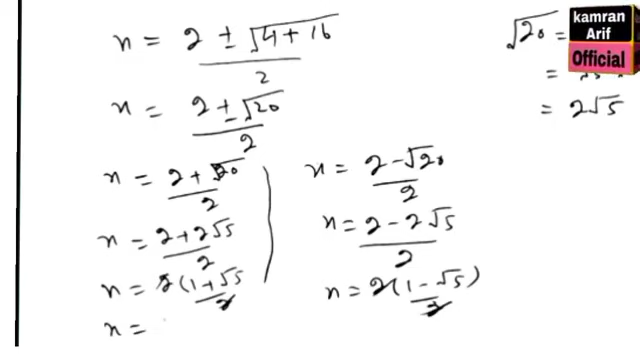 n = 2 ± √4 + 16 / 2
n = 2 ± √20 / 2
n = 2 + √20 / 2
n = 2 + 2√5 / 2
n = 2(1 + √5 / 2
n =
n = 2 - √20 / 2
n = 2 - 2√5 / 2
n = 2(1 - √5) / 2
√20 =
=
= 2√5
kamran
Arif
Official